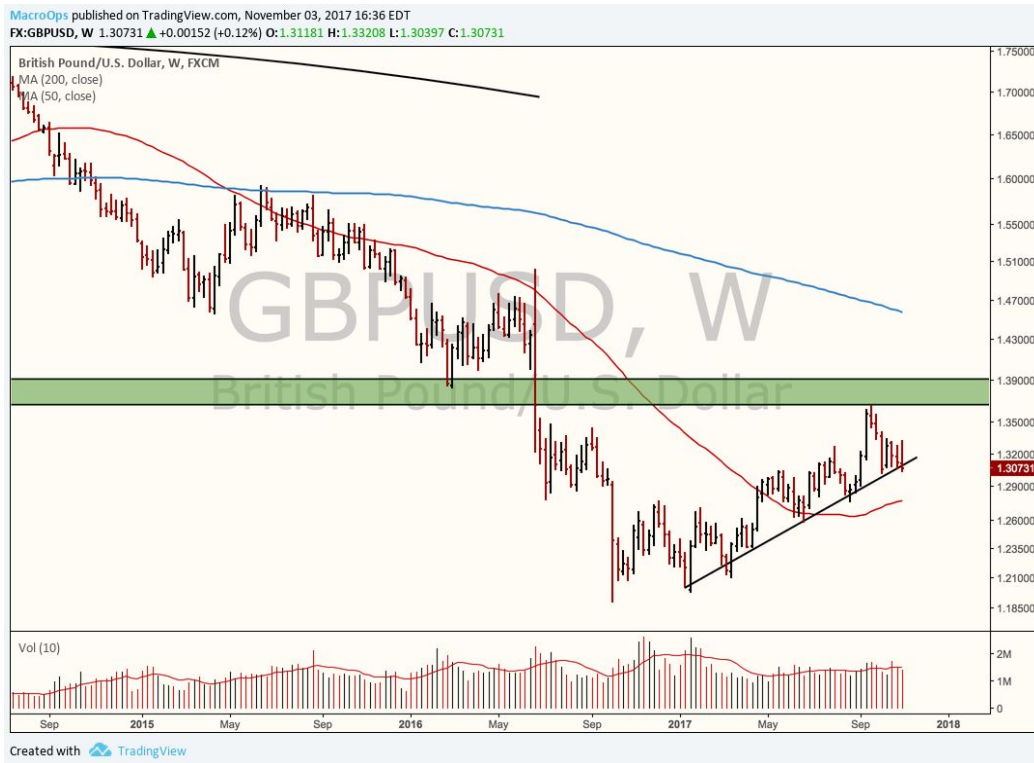 MacroOps published on TradingView.com, November 03, 2017 16:36 EDT
FX:GBPUSD, W 1.30731 ▲ +0.00152 (+0.12%) O:1.31181 H:1.33208 L:1.30397 C:1.30731
British Pound/U.S. Dollar, W, FXCM
MA (200, close)
MA (50, close)
GBPUSD, W
British Pound/U.S. Dollar
1.75000
1.70000
1.65000
1.60000
1.55000
1.51000
1.47000
1.43000
1.39000
1.35000
1.32000
1.30731
1.29000
1.26000
1.23500
1.21000
1.18500
Vol (10)
2M
1M
0
Sep 2015 May Sep 2016 May Sep 2017 May Sep 2018
Created with TradingView